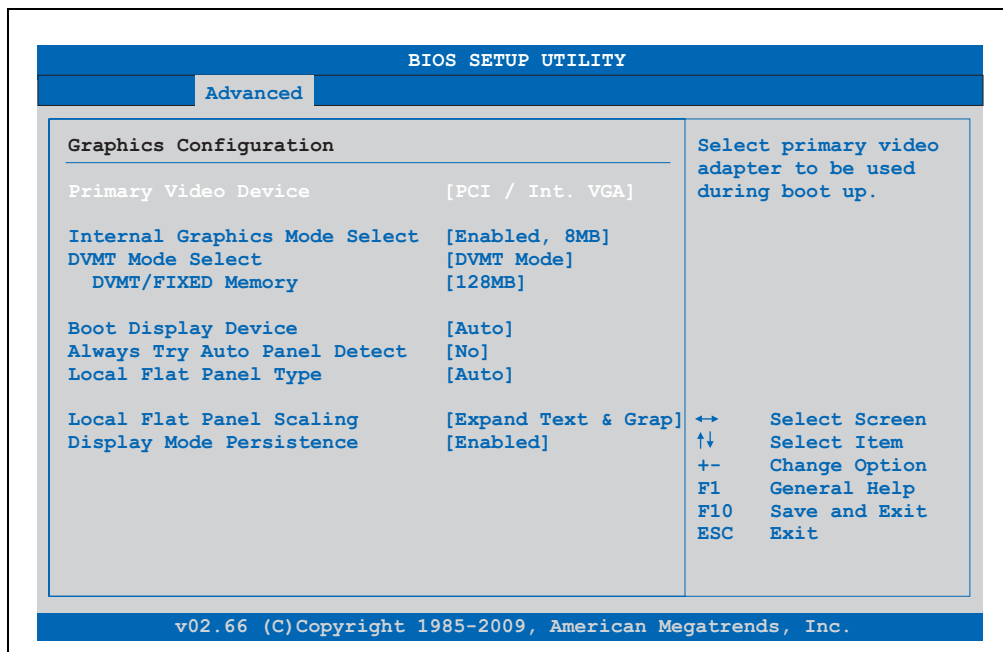 BIOS SETUP UTILITY
Advanced
Graphics Configuration
Primary Video Device [PCI / Int. VGA]
Internal Graphics Mode Select [Enabled, 8MB]
DVMT Mode Select [DVMT Mode]
DVMT/FIXED Memory [128MB]
Boot Display Device [Auto]
Always Try Auto Panel Detect [No]
Local Flat Panel Type [Auto]
Local Flat Panel Scaling [Expand Text & Grap]
Display Mode Persistence [Enabled]
Select primary video
adapter to be used
during boot up.
↔ Select Screen
↑↓ Select Item
+- Change Option
F1 General Help
F10 Save and Exit
ESC Exit
v02.66 (C)Copyright 1985-2009, American Megatrends, Inc.